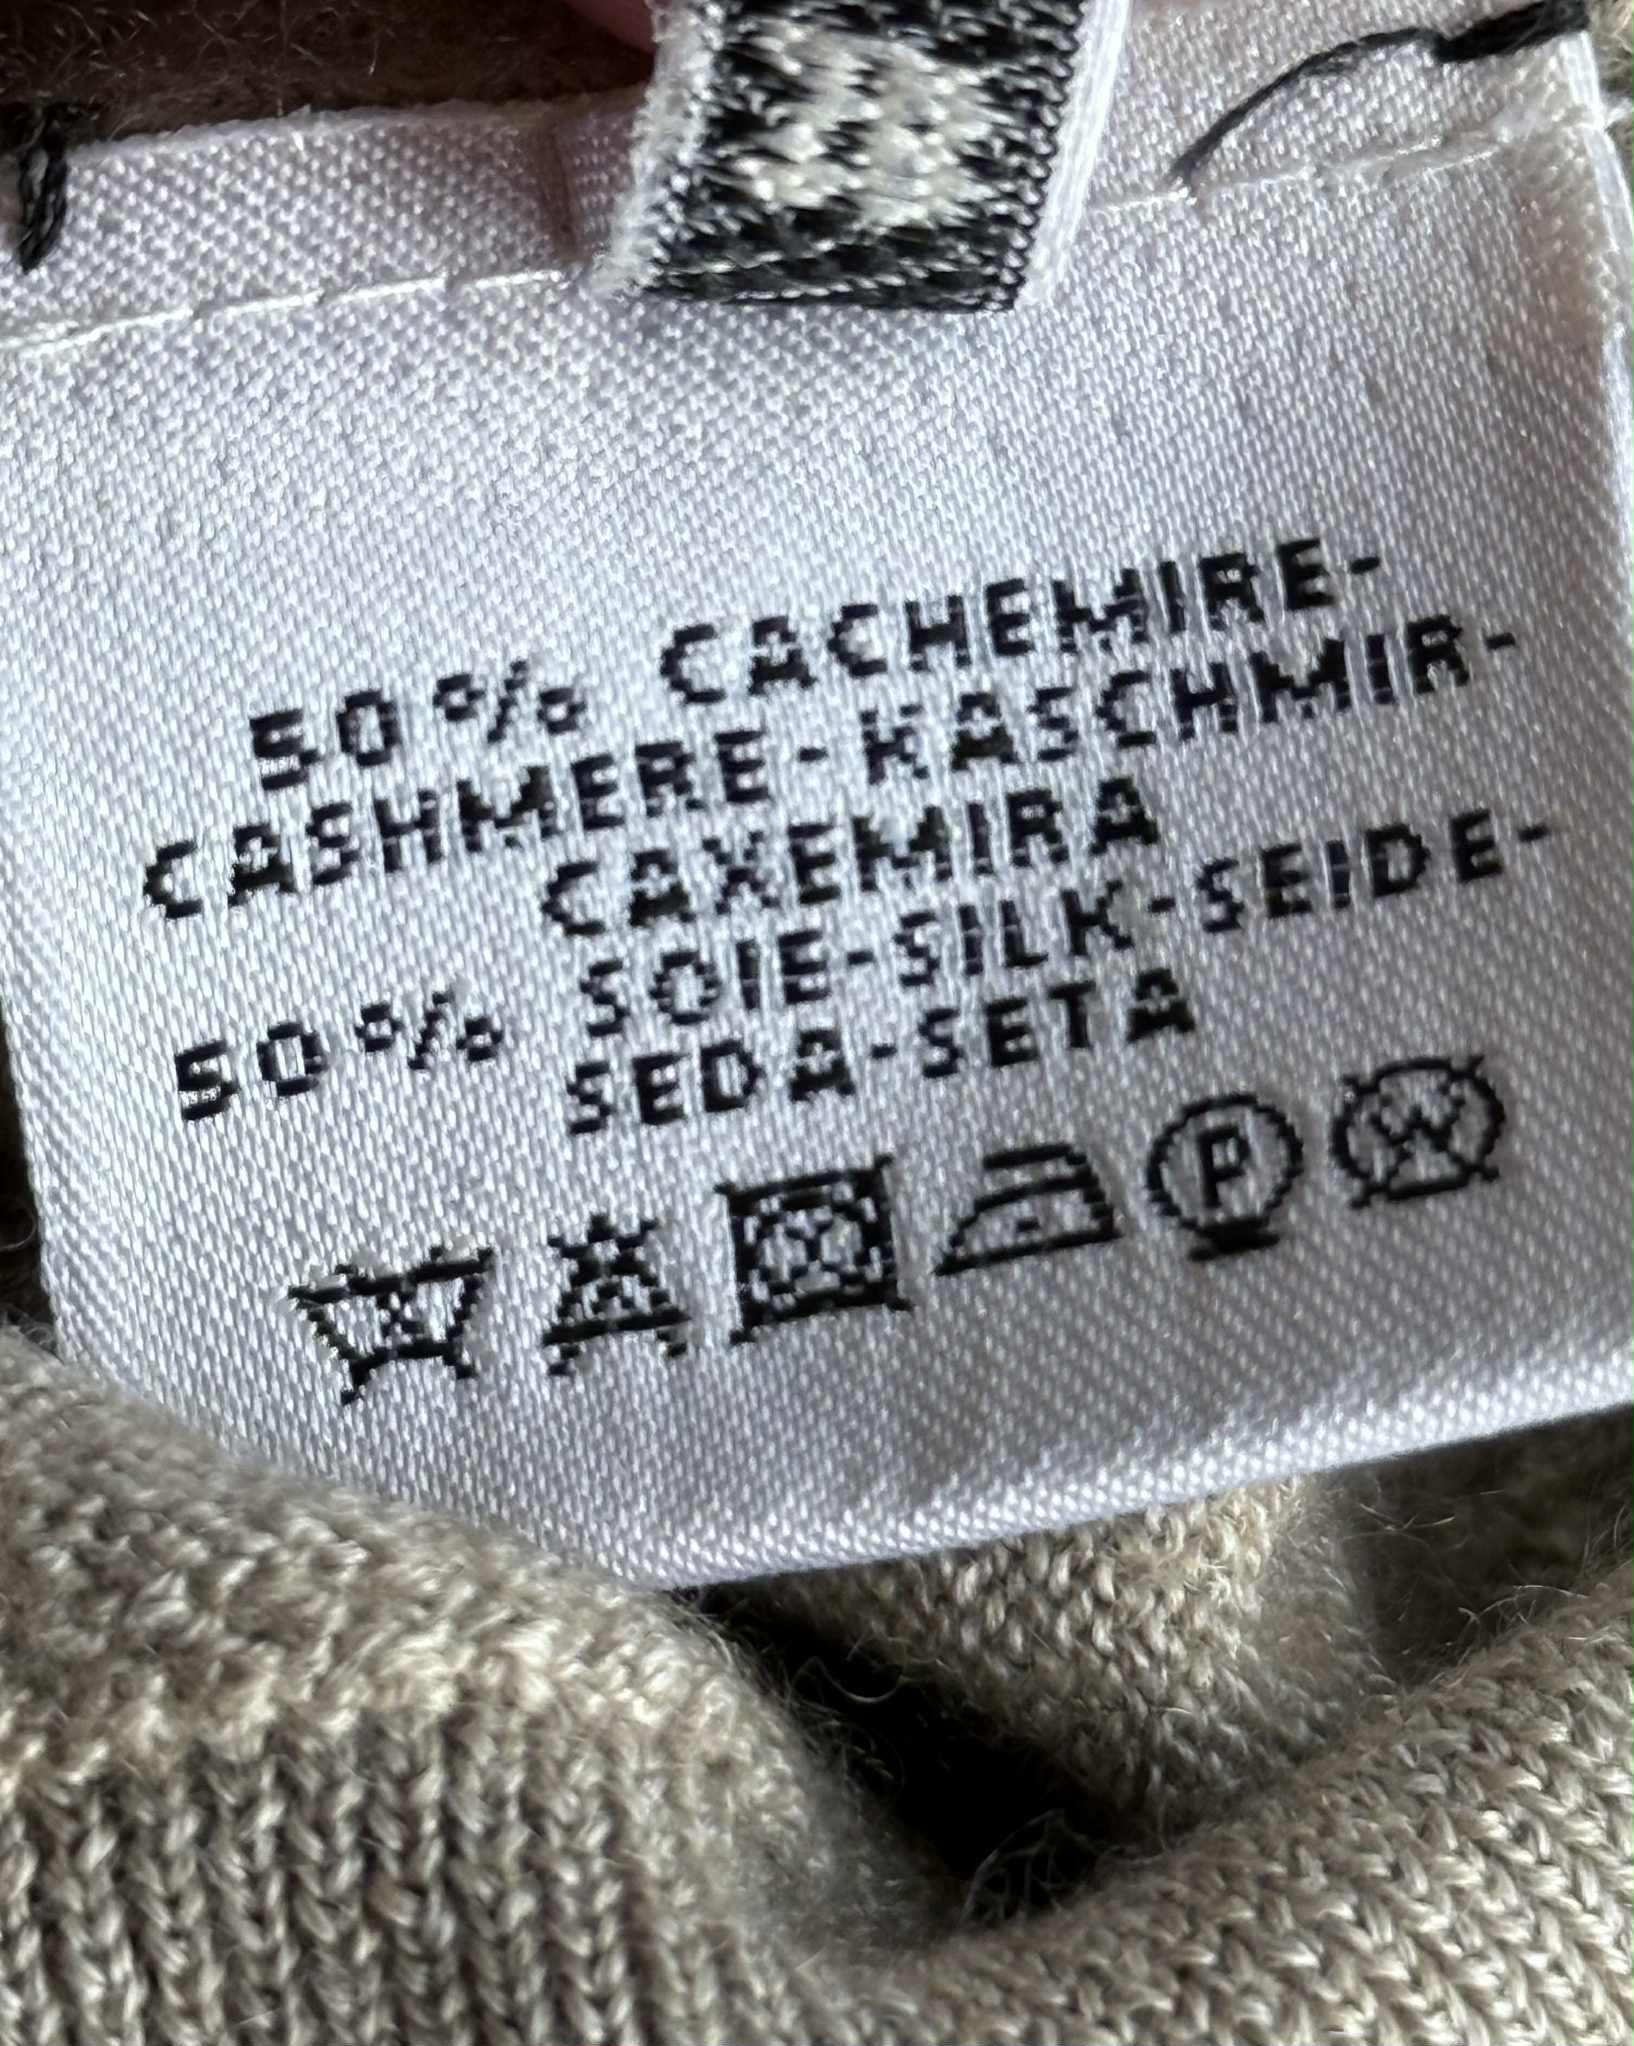 50% CACHEMIRE-
CASHMERE-KASCHMIR-
CAXEMIRA
50% SOIE-SILK-SEIDE-
SEDA-SETA
P W